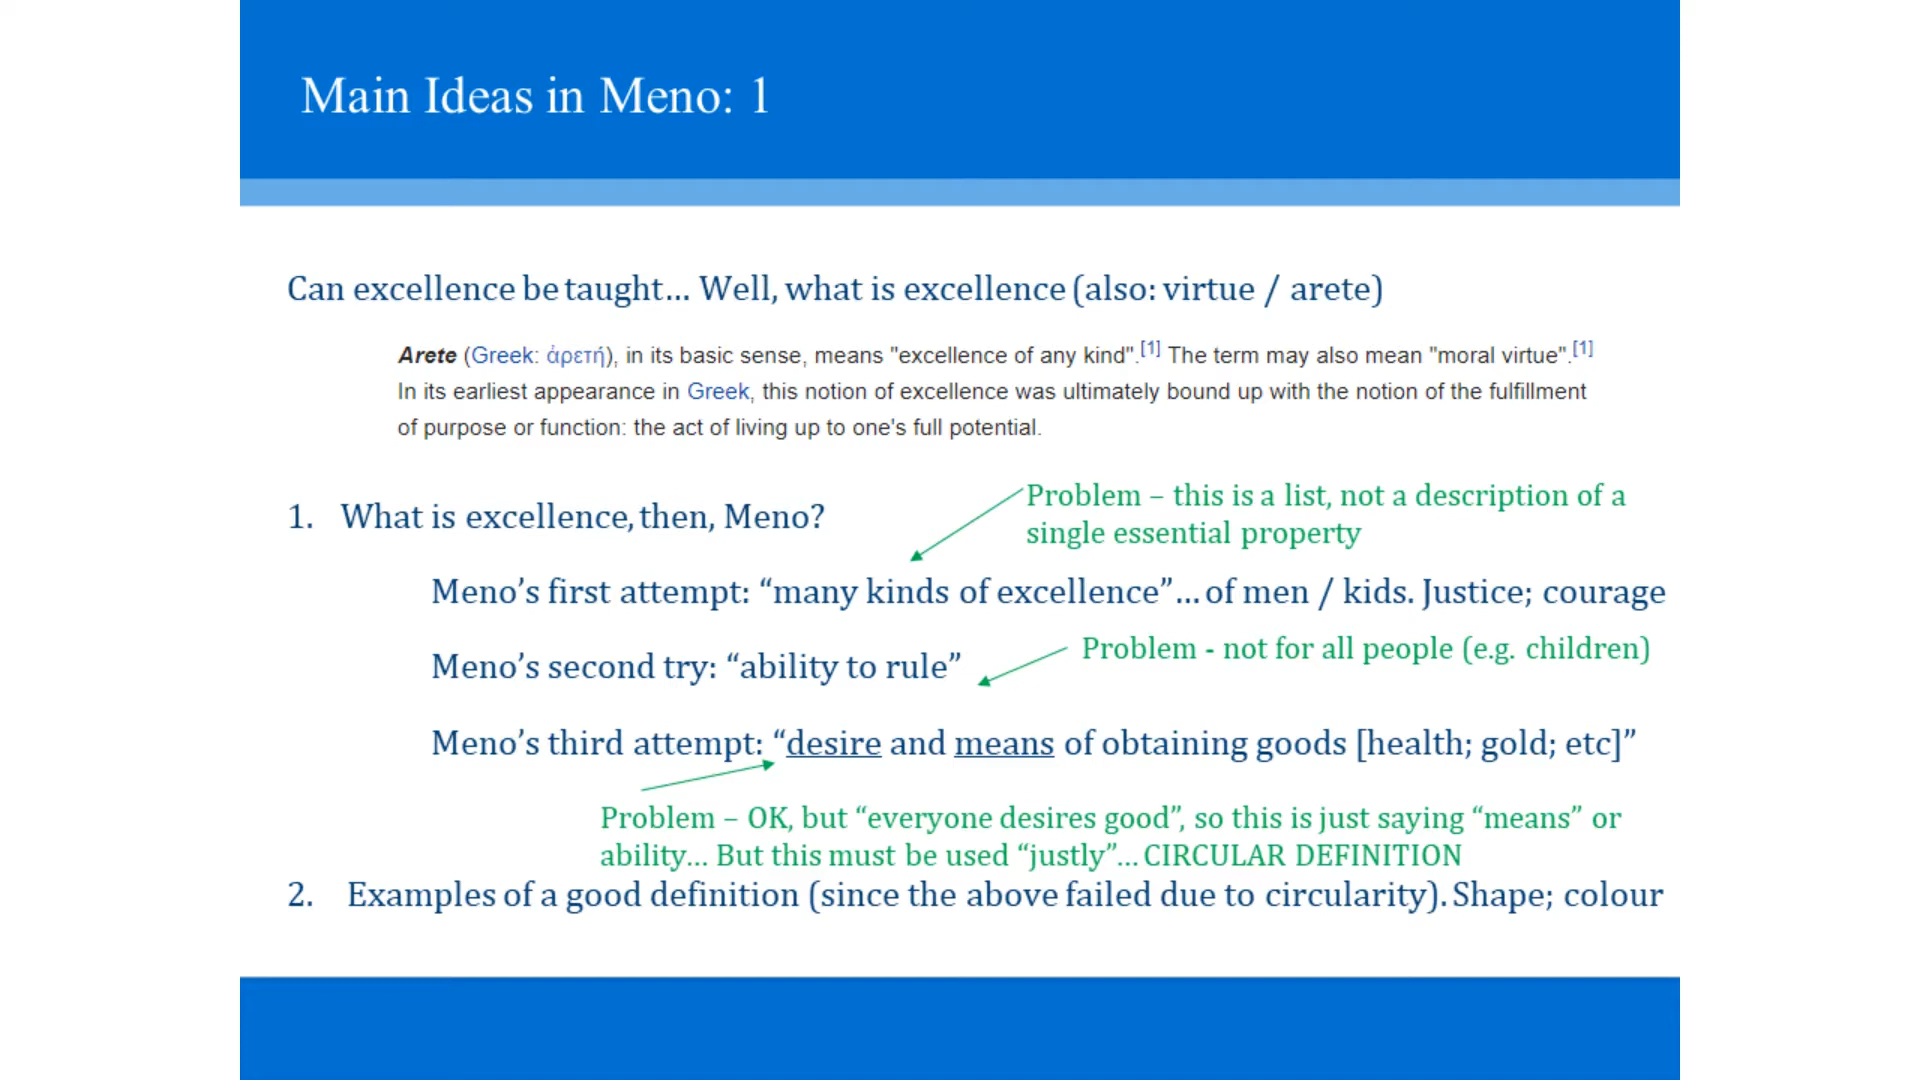 Main Ideas in Meno: 1
Can excellence be taught... Well, what is excellence (also: virtue / arete)
Arete (Greek: ἀρετή), in its basic sense, means "excellence of any kind".[1] The term may also mean "moral virtue".[1]
In its earliest appearance in Greek, this notion of excellence was ultimately bound up with the notion of the fulfillment
of purpose or function: the act of living up to one's full potential.
Problem – this is a list, not a description of a
single essential property
1. What is excellence, then, Meno?
Meno’s first attempt: “many kinds of excellence”... of men / kids. Justice; courage
Problem - not for all people (e.g. children)
Meno’s second try: “ability to rule”
Meno’s third attempt: “desire and means of obtaining goods [health; gold; etc]”
Problem – OK, but “everyone desires good”, so this is just saying “means” or
ability... But this must be used “justly”... CIRCULAR DEFINITION
2. Examples of a good definition (since the above failed due to circularity). Shape; colour